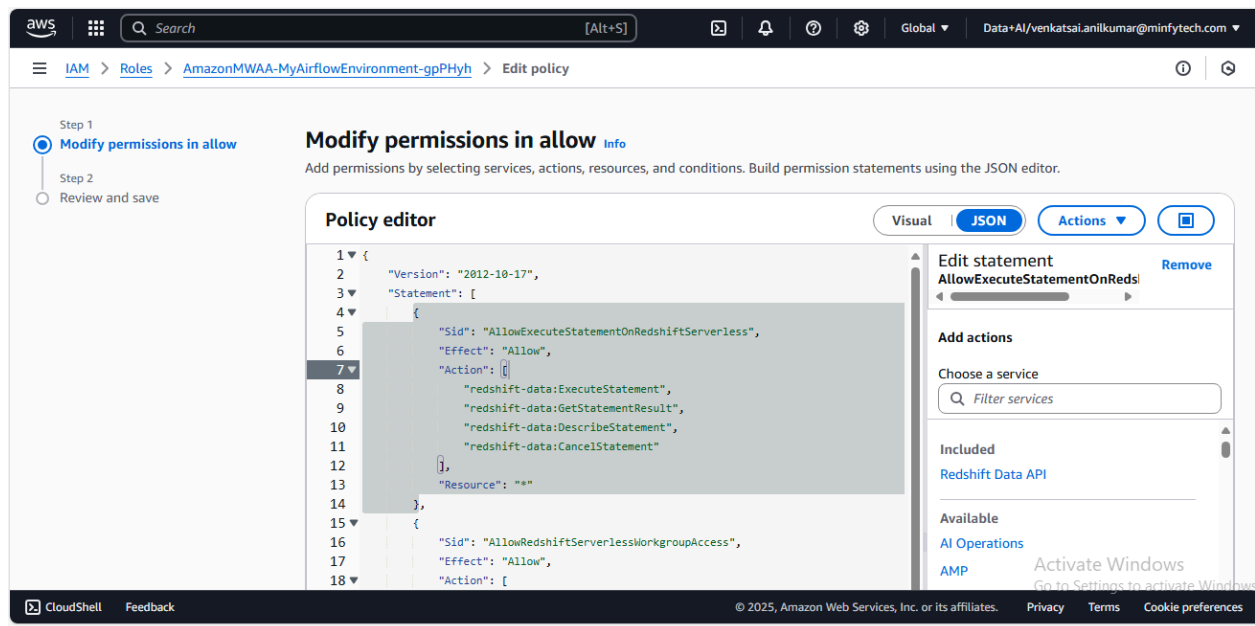 aws Search [Alt+S] Global Data+AI/venkatsai.anilkumar@minfytech.com
IAM > Roles > AmazonMWAA-MyAirflowEnvironment-gpPHyh > Edit policy
Step 1
Modify permissions in allow
Step 2
Review and save
Modify permissions in allow Info
Add permissions by selecting services, actions, resources, and conditions. Build permission statements using the JSON editor.
Policy editor
Visual JSON Actions
1 {
2 "Version": "2012-10-17",
3 "Statement": [
4 {
5 "Sid": "AllowExecuteStatementOnRedshiftServerless",
6 "Effect": "Allow",
7 "Action": [
8 "redshift-data:ExecuteStatement",
9 "redshift-data:GetStatementResult",
10 "redshift-data:DescribeStatement",
11 "redshift-data:CancelStatement"
12 ],
13 "Resource": "*"
14 },
15 {
16 "Sid": "AllowRedshiftServerlessWorkgroupAccess",
17 "Effect": "Allow",
18 "Action": [
Edit statement
Remove
AllowExecuteStatementOnReds
Add actions
Choose a service
Filter services
Included
Redshift Data API
Available
AI Operations
AMP
Activate Windows
Go to Settings to activate Windows
CloudShell Feedback © 2025, Amazon Web Services, Inc. or its affiliates. Privacy Terms Cookie preferences